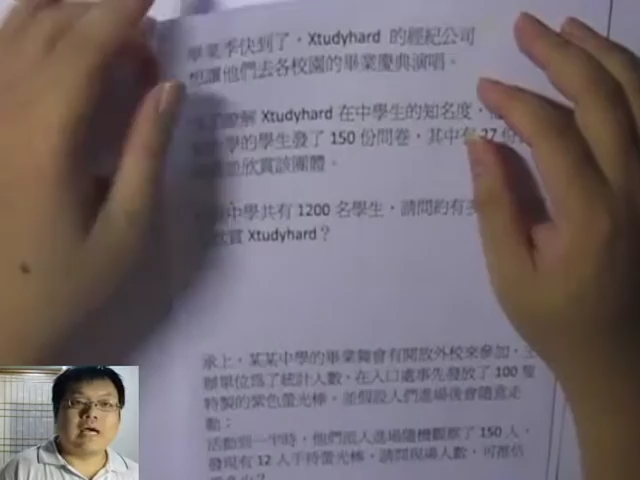 畢業季快到了，Xtudyhard 的經紀公司
想讓他們去各校園的畢業慶典演唱。
解 Xtudyhard 在中學生的知名度，
學的學生發了 150 份問卷，其中有 27 份
欣賞該團體。
中學共有 1200 名學生，請問約有
賞 Xtudyhard？
承上，某某中學的畢業舞會有開放外校來參加，主
辦單位為了統計人數，在入口處事先發放了 100 隻
特製的紫色螢光棒，並假設人們進場後會隨意走
動；
活動到一半時，他們派人進場隨機觀察了 150 人，
發現有 12 人手持螢光棒，請問現場人數，可推估